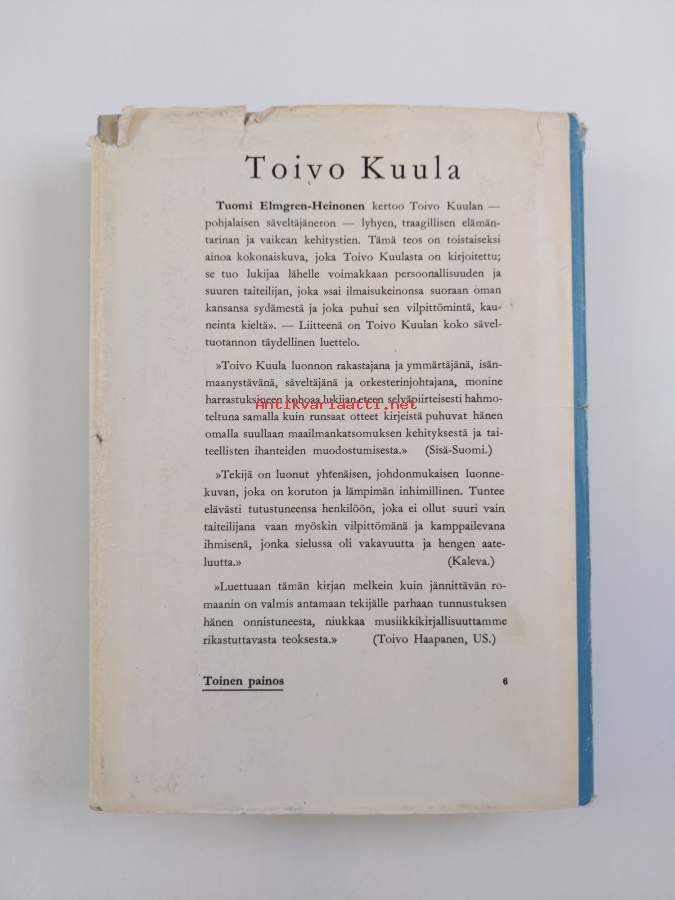 Toivo Kuula
Tuomi Elmgren-Heinonen kertoo Toivo Kuulan —
pohjalaisen säveltäjäneron — lyhyen, traagillisen elämän-
tarinan ja vaikean kehitystien. Tämä teos on toistaiseksi
ainoa kokonaiskuva, joka Toivo Kuulasta on kirjoitettu;
se tuo lukijaa lähelle voimakkaan persoonallisuuden ja
suuren taiteilijan, joka »sai ilmaisukeinonsa suoraan oman
kansansa sydämestä ja joka puhui sen vilpittömintä, kau-
neinta kieltä». — Liitteenä on Toivo Kuulan koko sävel-
tuotannon täydellinen luettelo.
»Toivo Kuula luonnon rakastajana ja ymmärtäjänä, isän-
maanystävänä, säveltäjänä ja orkesterinjohtajana, monine
harrastuksineen kohoaa lukijan eteen selväpiirteisesti hahmo-
Antikvariaatti.net
teltuna samalla kuin runsaat otteet kirjeistä puhuvat hänen
omalla suullaan maailmankatsomuksen kehityksestä ja tai-
teellisten ihanteiden muodostumisesta.» (Sisä-Suomi.)
»Tekijä on luonut yhtenäisen, johdonmukaisen luonne-
kuvan, joka on koruton ja lämpimän inhimillinen. Tuntee
elävästi tutustuneensa henkilöön, joka ei ollut suuri vain
taiteilijana vaan myöskin vilpittömänä ja kamppailevana
ihmisenä, jonka sielussa oli vakavuutta ja hengen aate-
luutta.» (Kaleva.)
»Luettuaan tämän kirjan melkein kuin jännittävän ro-
maanin on valmis antamaan tekijälle parhaan tunnustuksen
hänen onnistuneesta, niukkaa musiikkikirjallisuuttamme
rikastuttavasta teoksesta.» (Toivo Haapanen, US.)
Toinen painos 6